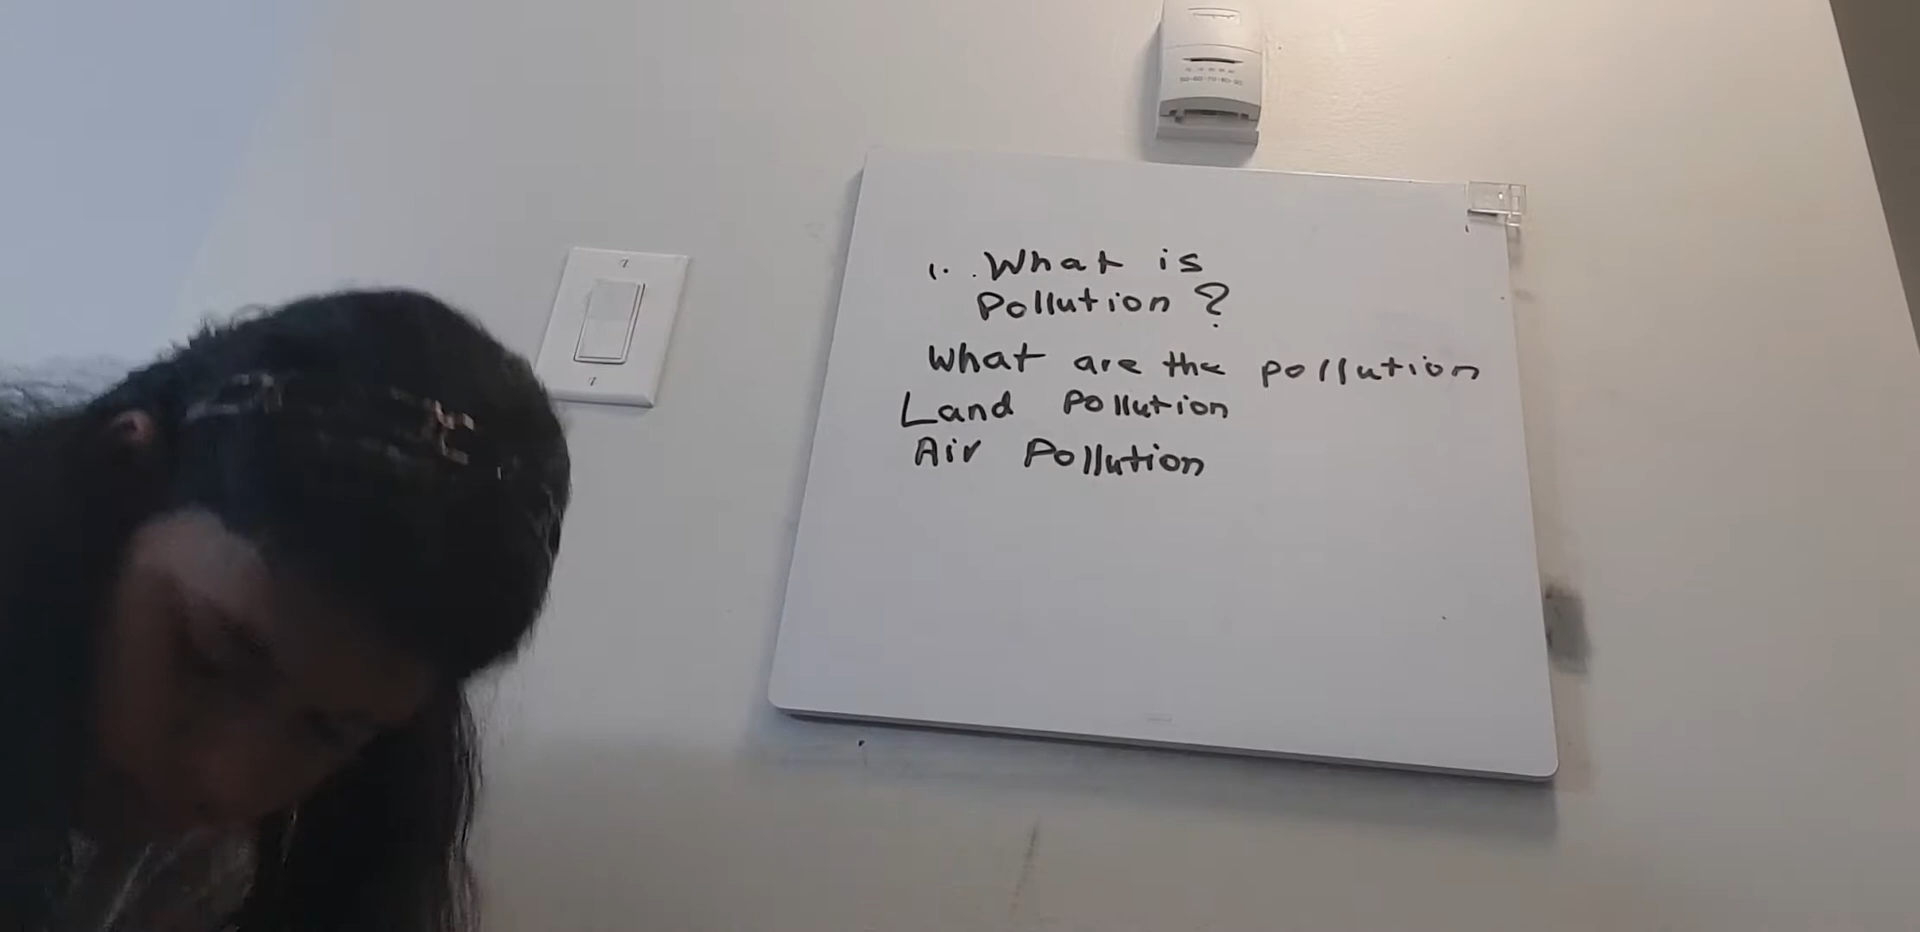 1. What is
Pollution?
What are the pollution
Land Pollution
Air Pollution